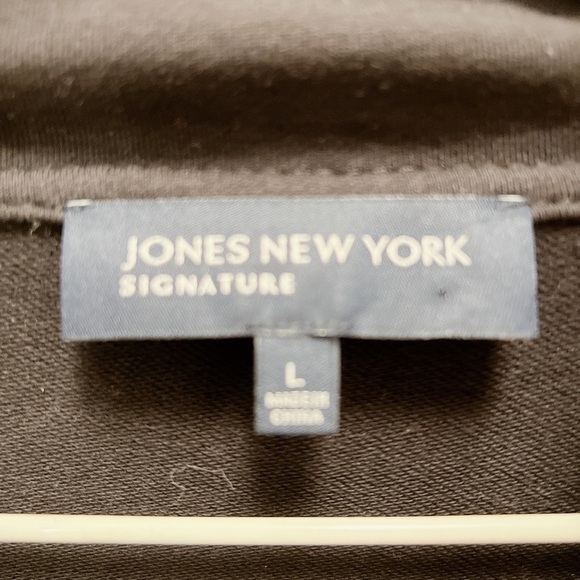 JONES NEW YORK
SIGNATURE
L
MADE IN
CHINA